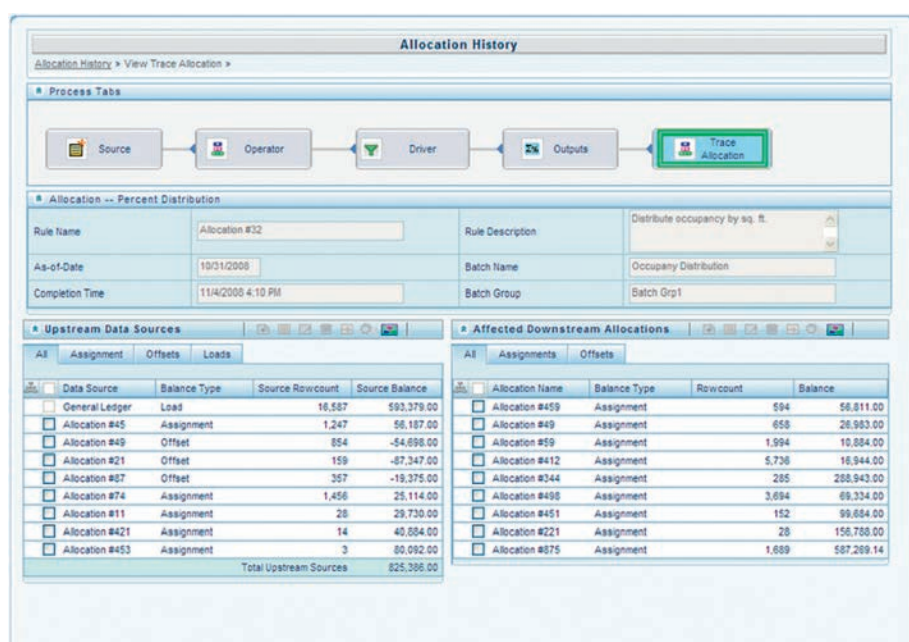 Allocation History
Allocation History > View Trace Allocation >
Process Tabs
Source
Operator
Driver
Outputs
Trace Allocation
Allocation -- Percent Distribution
Rule Name Allocation #32 Rule Description Distribute occupancy by sq. ft.
As-of-Date 10/31/2008 Batch Name Occupany Distribution
Completion Time 11/4/2008 4:10 PM Batch Group Batch Grp1
Upstream Data Sources
All Assignment Offsets Loads
Data Source Balance Type Source Rowcount Source Balance
General Ledger Load 16,587 593,379.00
Allocation #45 Assignment 1,247 56,187.00
Allocation #49 Offset 854 -54,698.00
Allocation #21 Offset 159 -87,347.00
Allocation #87 Offset 357 -19,375.00
Allocation #74 Assignment 1,456 25,114.00
Allocation #11 Assignment 28 29,730.00
Allocation #421 Assignment 14 40,884.00
Allocation #453 Assignment 3 80,092.00
Total Upstream Sources 825,386.00
Affected Downstream Allocations
All Assignments Offsets
Allocation Name Balance Type Rowcount Balance
Allocation #459 Assignment 594 56,811.00
Allocation #49 Assignment 658 26,983.00
Allocation #59 Assignment 1,994 10,884.00
Allocation #412 Assignment 5,736 16,944.00
Allocation #344 Assignment 285 288,943.00
Allocation #498 Assignment 3,694 69,334.00
Allocation #451 Assignment 152 99,684.00
Allocation #221 Assignment 28 156,788.00
Allocation #875 Assignment 1,689 587,269.14